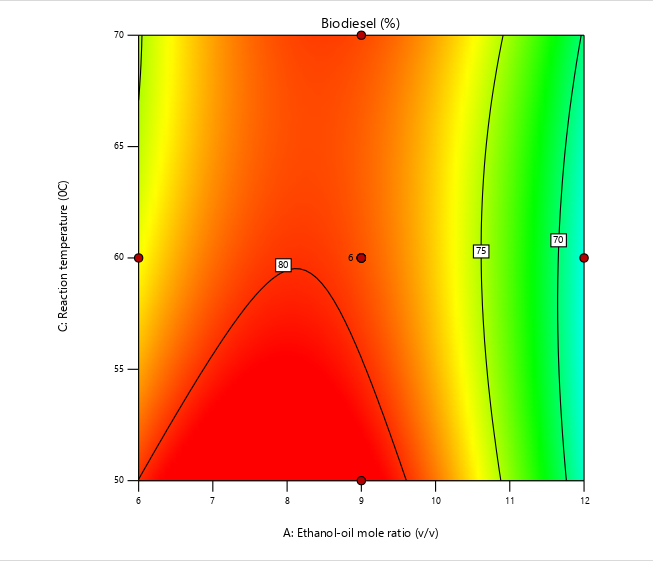 Biodiesel (%)
70
65
60
55
50
C: Reaction temperature (0C)
80
6
75
70
6 7 8 9 10 11 12
A: Ethanol-oil mole ratio (v/v)